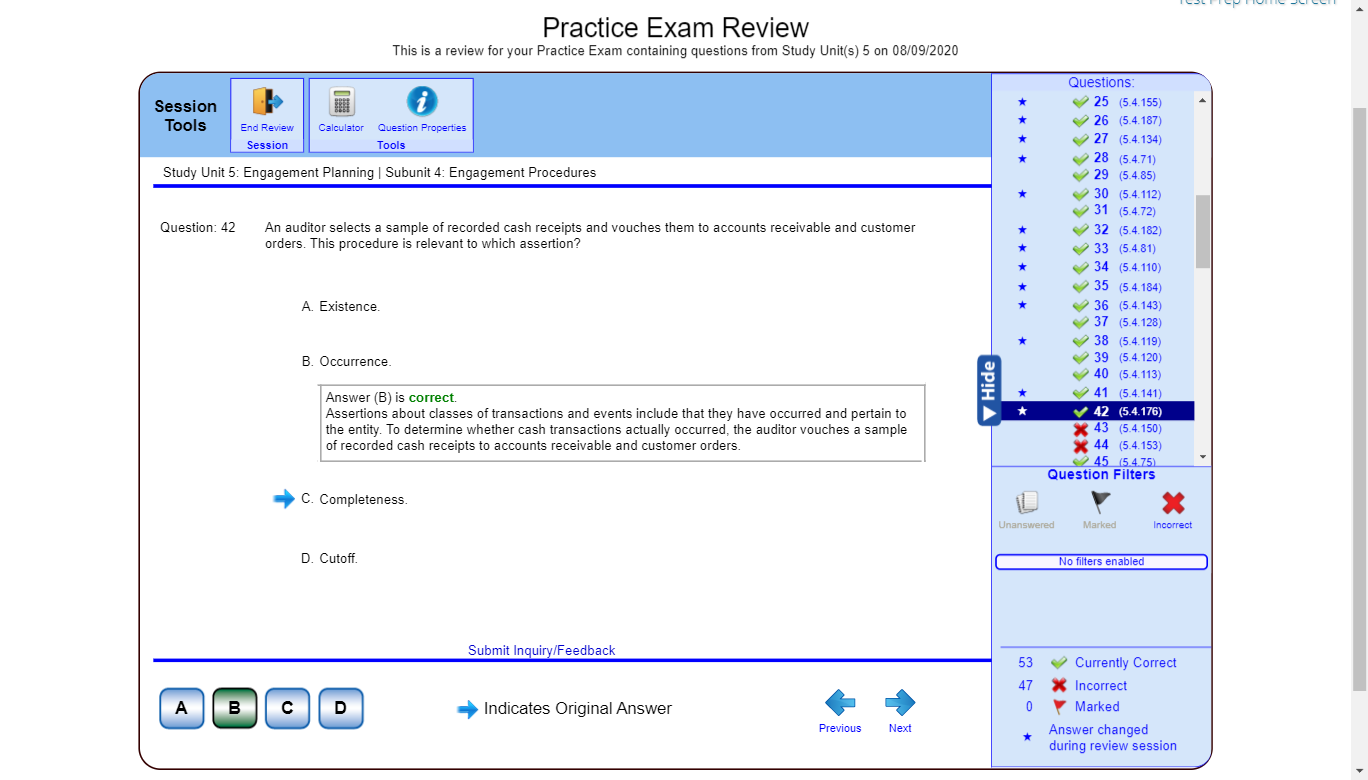 Test Prep Home Screen
Practice Exam Review
This is a review for your Practice Exam containing questions from Study Unit(s) 5 on 08/09/2020
Session
Tools
End Review
Session
Calculator
Question Properties
Tools
Study Unit 5: Engagement Planning | Subunit 4: Engagement Procedures
Question: 42
An auditor selects a sample of recorded cash receipts and vouches them to accounts receivable and customer
orders. This procedure is relevant to which assertion?
A. Existence.
B. Occurrence.
Answer (B) is correct.
Assertions about classes of transactions and events include that they have occurred and pertain to
the entity. To determine whether cash transactions actually occurred, the auditor vouches a sample
of recorded cash receipts to accounts receivable and customer orders.
C. Completeness.
D. Cutoff.
Submit Inquiry/Feedback
A B C D
Indicates Original Answer
Previous
Next
Questions:
25 (5.4.155)
26 (5.4.187)
27 (5.4.134)
28 (5.4.71)
29 (5.4.85)
30 (5.4.112)
31 (5.4.72)
32 (5.4.182)
33 (5.4.81)
34 (5.4.110)
35 (5.4.184)
36 (5.4.143)
37 (5.4.128)
38 (5.4.119)
39 (5.4.120)
40 (5.4.113)
41 (5.4.141)
42 (5.4.176)
43 (5.4.150)
44 (5.4.153)
45 (5.4.75)
Hide
Question Filters
Unanswered
Marked
Incorrect
No filters enabled
53 Currently Correct
47 Incorrect
0 Marked
Answer changed
during review session